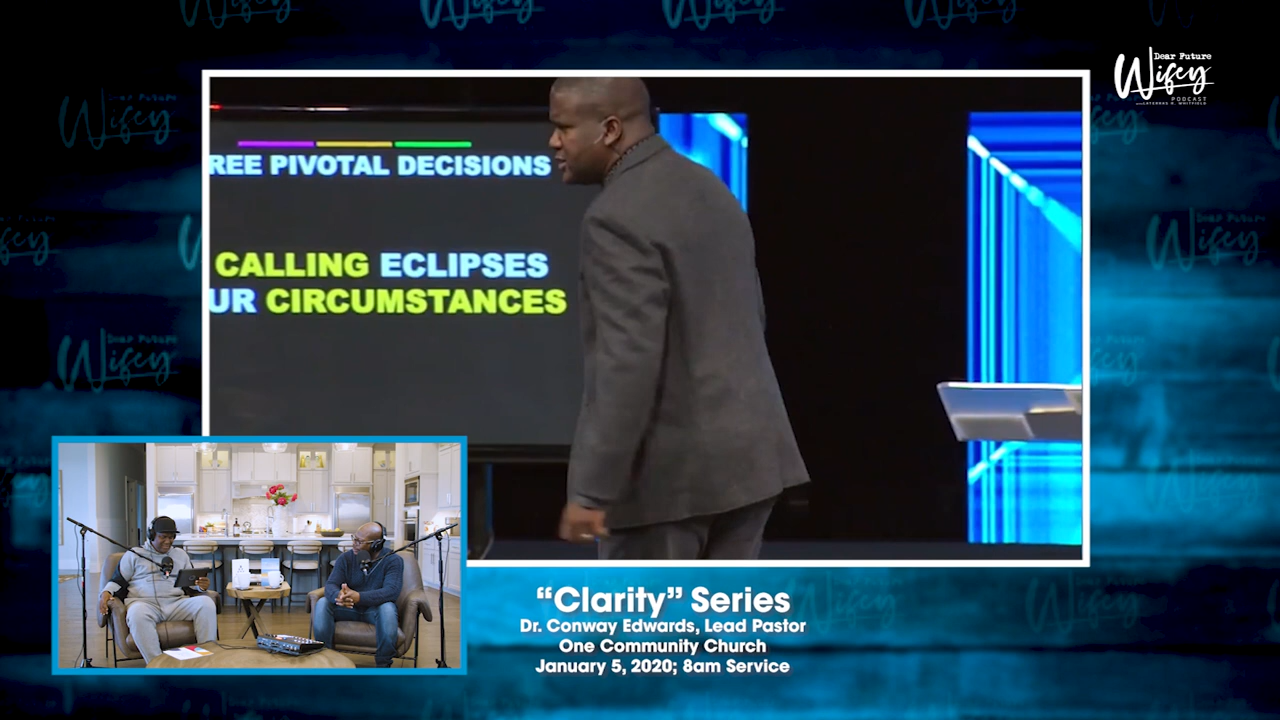 Dear Future
Wifey
PODCAST
REE PIVOTAL DECISIONS
CALLING ECLIPSES
UR CIRCUMSTANCES
“Clarity” Series
Dr. Conway Edwards, Lead Pastor
One Community Church
January 5, 2020; 8am Service